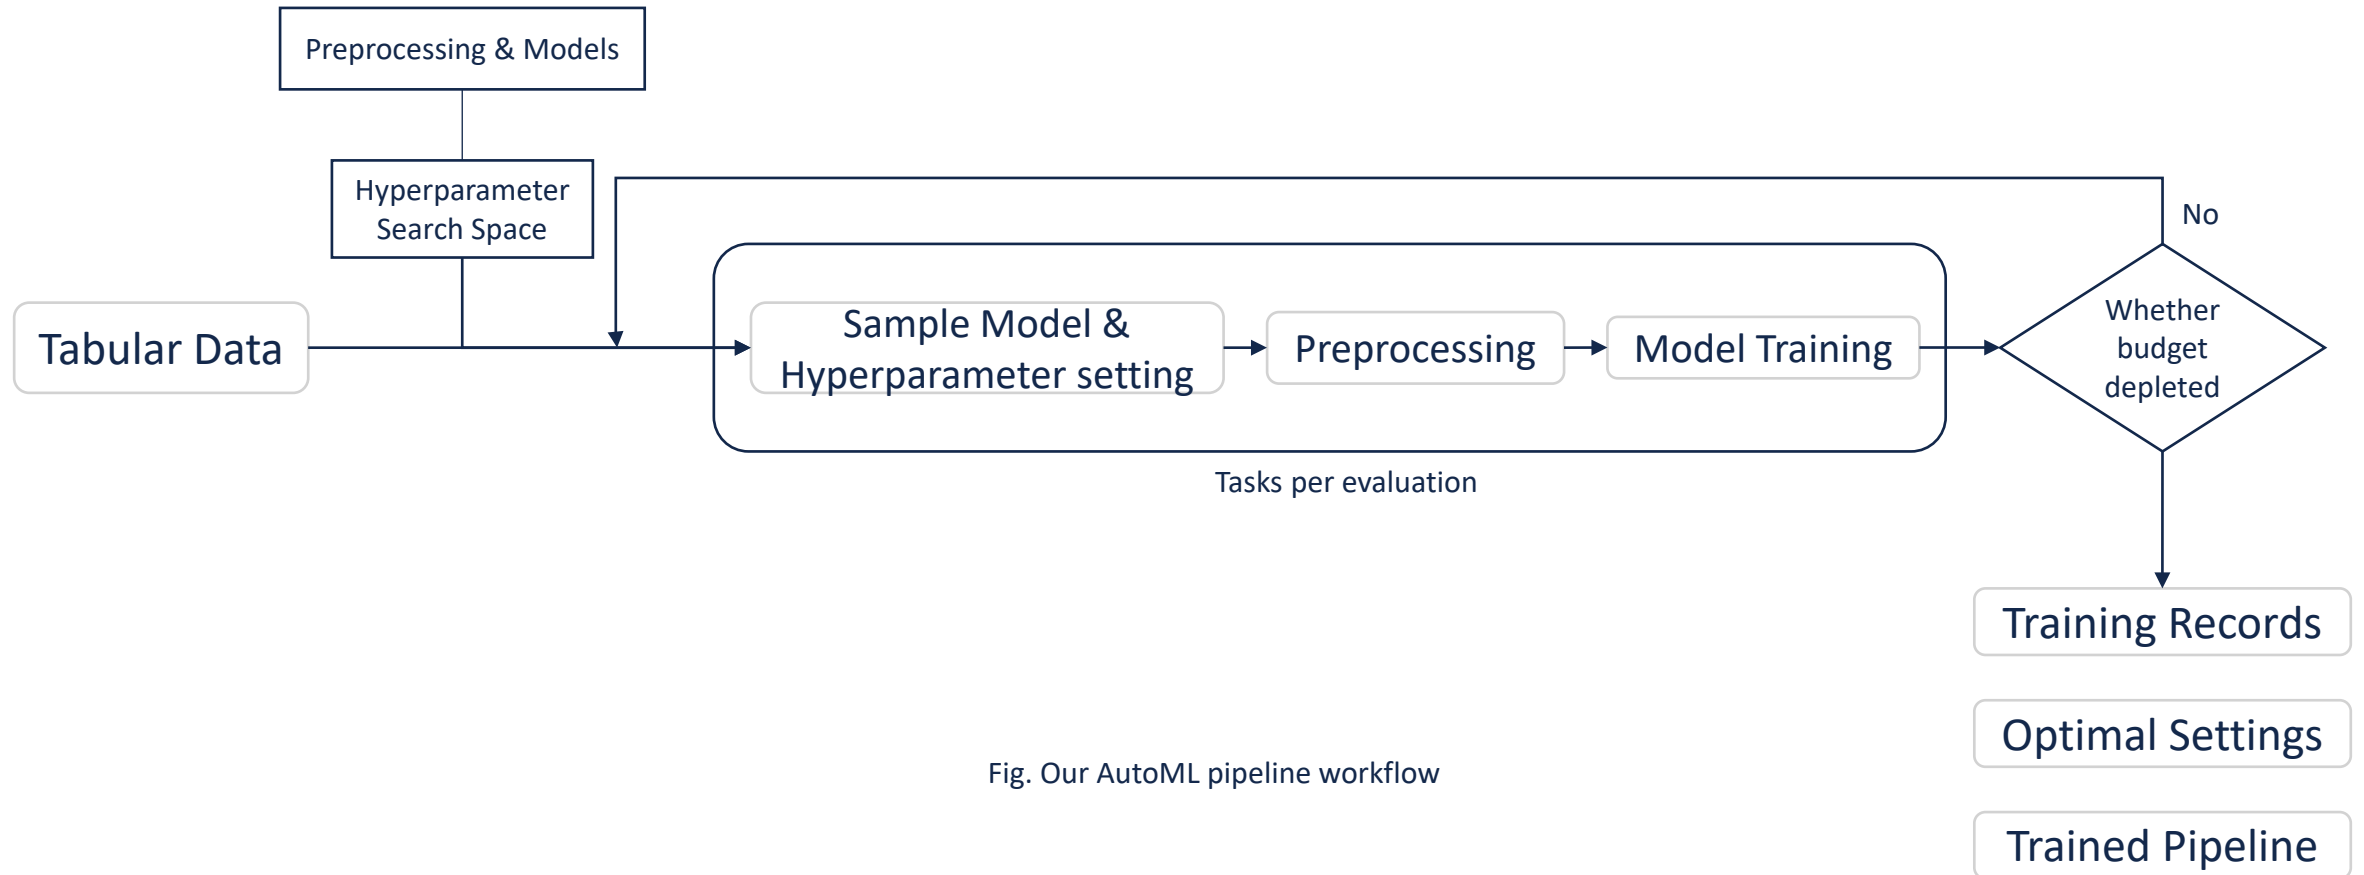 Preprocessing & Models
Hyperparameter
Search Space
No
Tabular Data
Sample Model &
Hyperparameter setting
Preprocessing
Model Training
Whether
budget
depleted
Tasks per evaluation
Training Records
Optimal Settings
Fig. Our AutoML pipeline workflow
Trained Pipeline